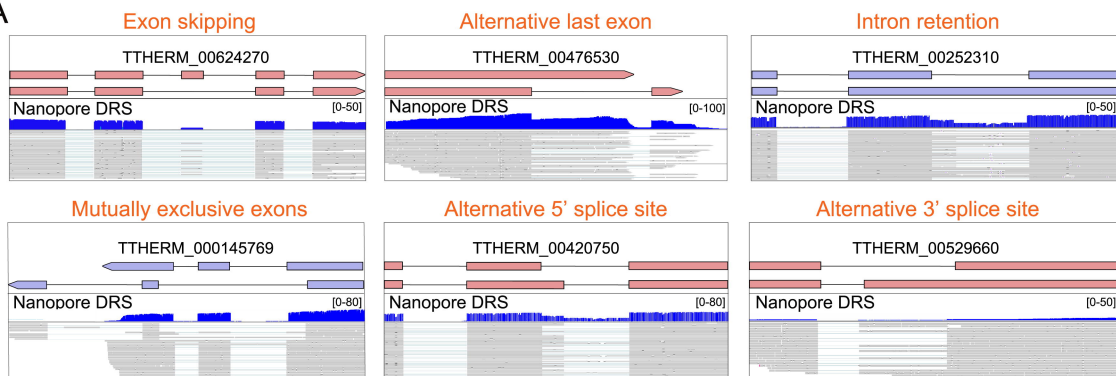 A
Exon skipping
TTHERM_00624270
Nanopore DRS
[0-50]
Alternative last exon
TTHERM_00476530
Nanopore DRS
[0-100]
Intron retention
TTHERM_00252310
Nanopore DRS
[0-50]
Mutually exclusive exons
TTHERM_000145769
Nanopore DRS
[0-80]
Alternative 5’ splice site
TTHERM_00420750
Nanopore DRS
[0-80]
Alternative 3’ splice site
TTHERM_00529660
Nanopore DRS
[0-50]